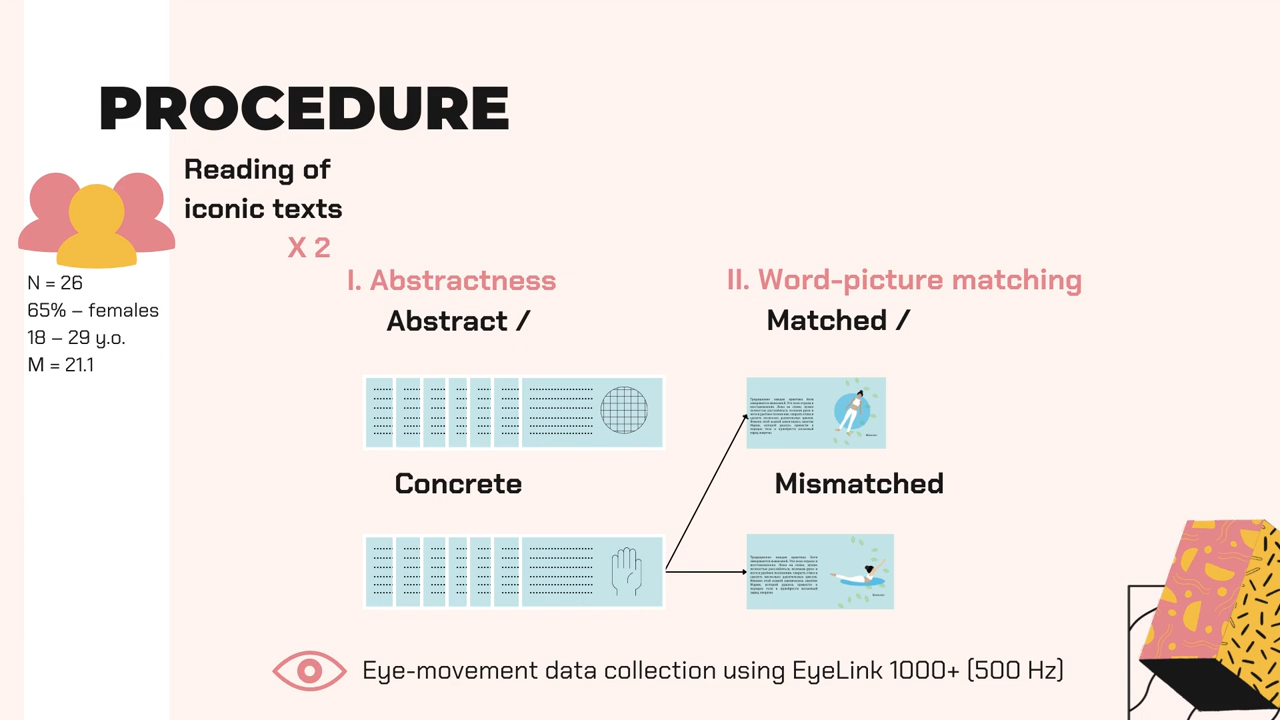 PROCEDURE
Reading of
iconic texts
X 2
N = 26
65% – females
18 – 29 y.o.
M = 21.1
I. Abstractness
Abstract /
Concrete
II. Word-picture matching
Matched /
Mismatched
Eye-movement data collection using EyeLink 1000+ (500 Hz)